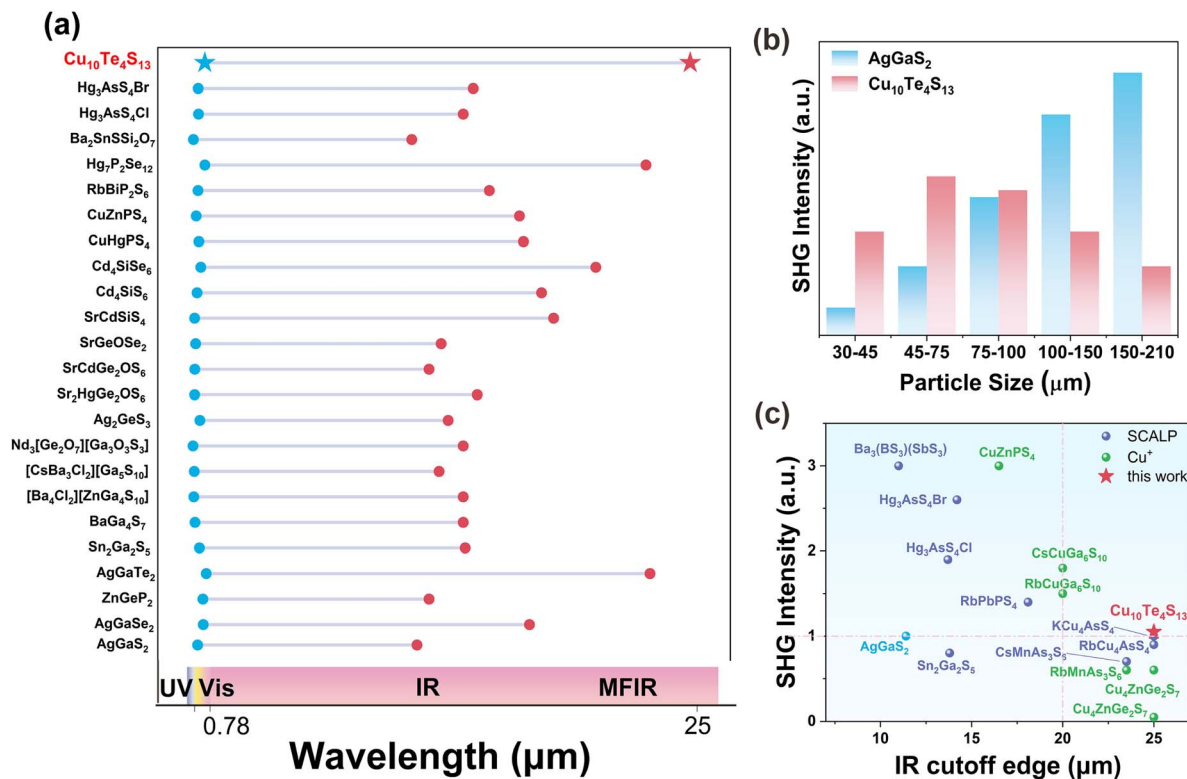 (a)
Cu₁₀Te₄S₁₃
Hg₃AsS₄Br
Hg₃AsS₄Cl
Ba₂SnSSi₂O₇
Hg₇P₂Se₁₂
RbBiP₂S₆
CuZnPS₄
CuHgPS₄
Cd₄SiSe₆
Cd₄SiS₆
SrCdSiS₄
SrGeOSe₂
SrCdGe₂OS₆
Sr₂HgGe₂OS₆
Ag₂GeS₃
Nd₃[Ge₂O₇][Ga₃O₃S₃]
[CsBa₃Cl₂][Ga₅S₁₀]
[Ba₄Cl₂][ZnGa₄S₁₀]
BaGa₄S₇
Sn₂Ga₂S₅
AgGaTe₂
ZnGeP₂
AgGaSe₂
AgGaS₂
UV Vis IR MFIR
0.78 25
Wavelength (μm)
(b)
SHG Intensity (a.u.)
AgGaS₂
Cu₁₀Te₄S₁₃
30-45 45-75 75-100 100-150 150-210
Particle Size (μm)
(c)
SHG Intensity (a.u.)
3
2
1
0
SCALP
Cu⁺
this work
Ba₃(BS₃)(SbS₃)
CuZnPS₄
Hg₃AsS₄Br
Hg₃AsS₄Cl
CsCuGa₆S₁₀
RbCuGa₆S₁₀
RbPbPS₄
Cu₁₀Te₄S₁₃
KCu₄AsS₄
AgGaS₂
RbCu₄AsS₄
CsMnAs₃S₅
Sn₂Ga₂S₅
RbMnAs₃S₆
Cu₄ZnGe₂S₇
Cu₄ZnGe₂S₇
10 15 20 25
IR cutoff edge (μm)